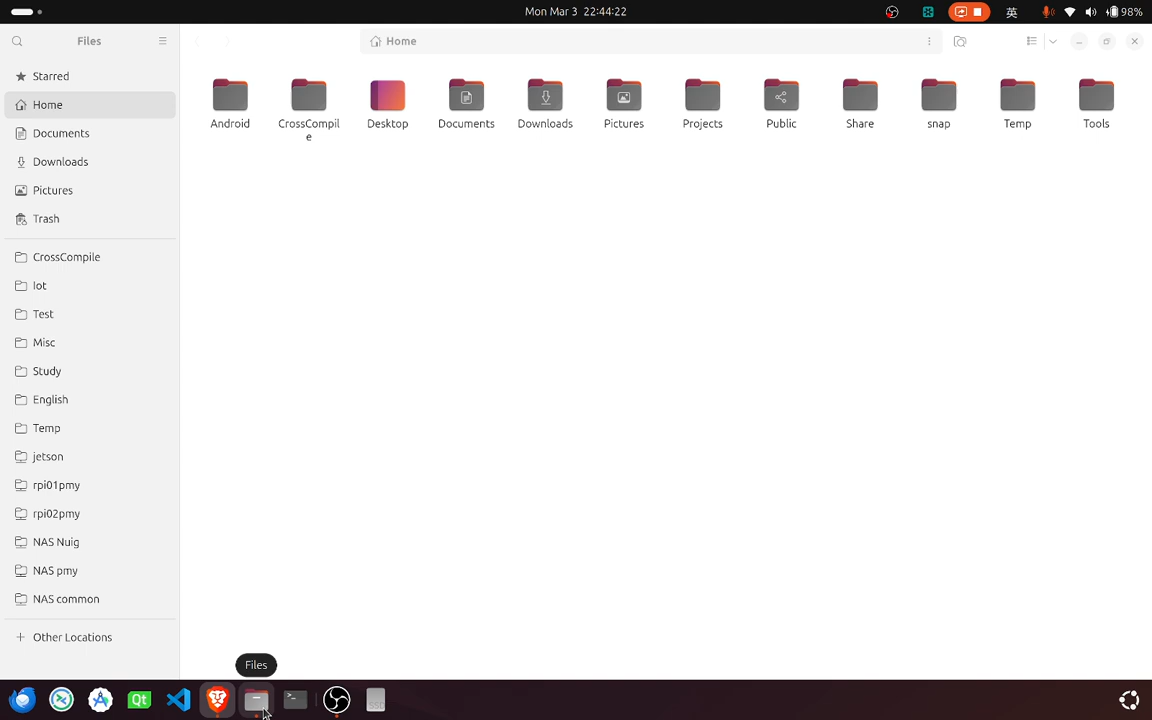 Mon Mar 3 22:44:22
英
98%
Files
Home
Starred
Home
Documents
Downloads
Pictures
Trash
CrossCompile
Iot
Test
Misc
Study
English
Temp
jetson
rpi01pmy
rpi02pmy
NAS Nuig
NAS pmy
NAS common
Other Locations
Android
CrossCompil
e
Desktop
Documents
Downloads
Pictures
Projects
Public
Share
snap
Temp
Tools
Files
Qt
>_